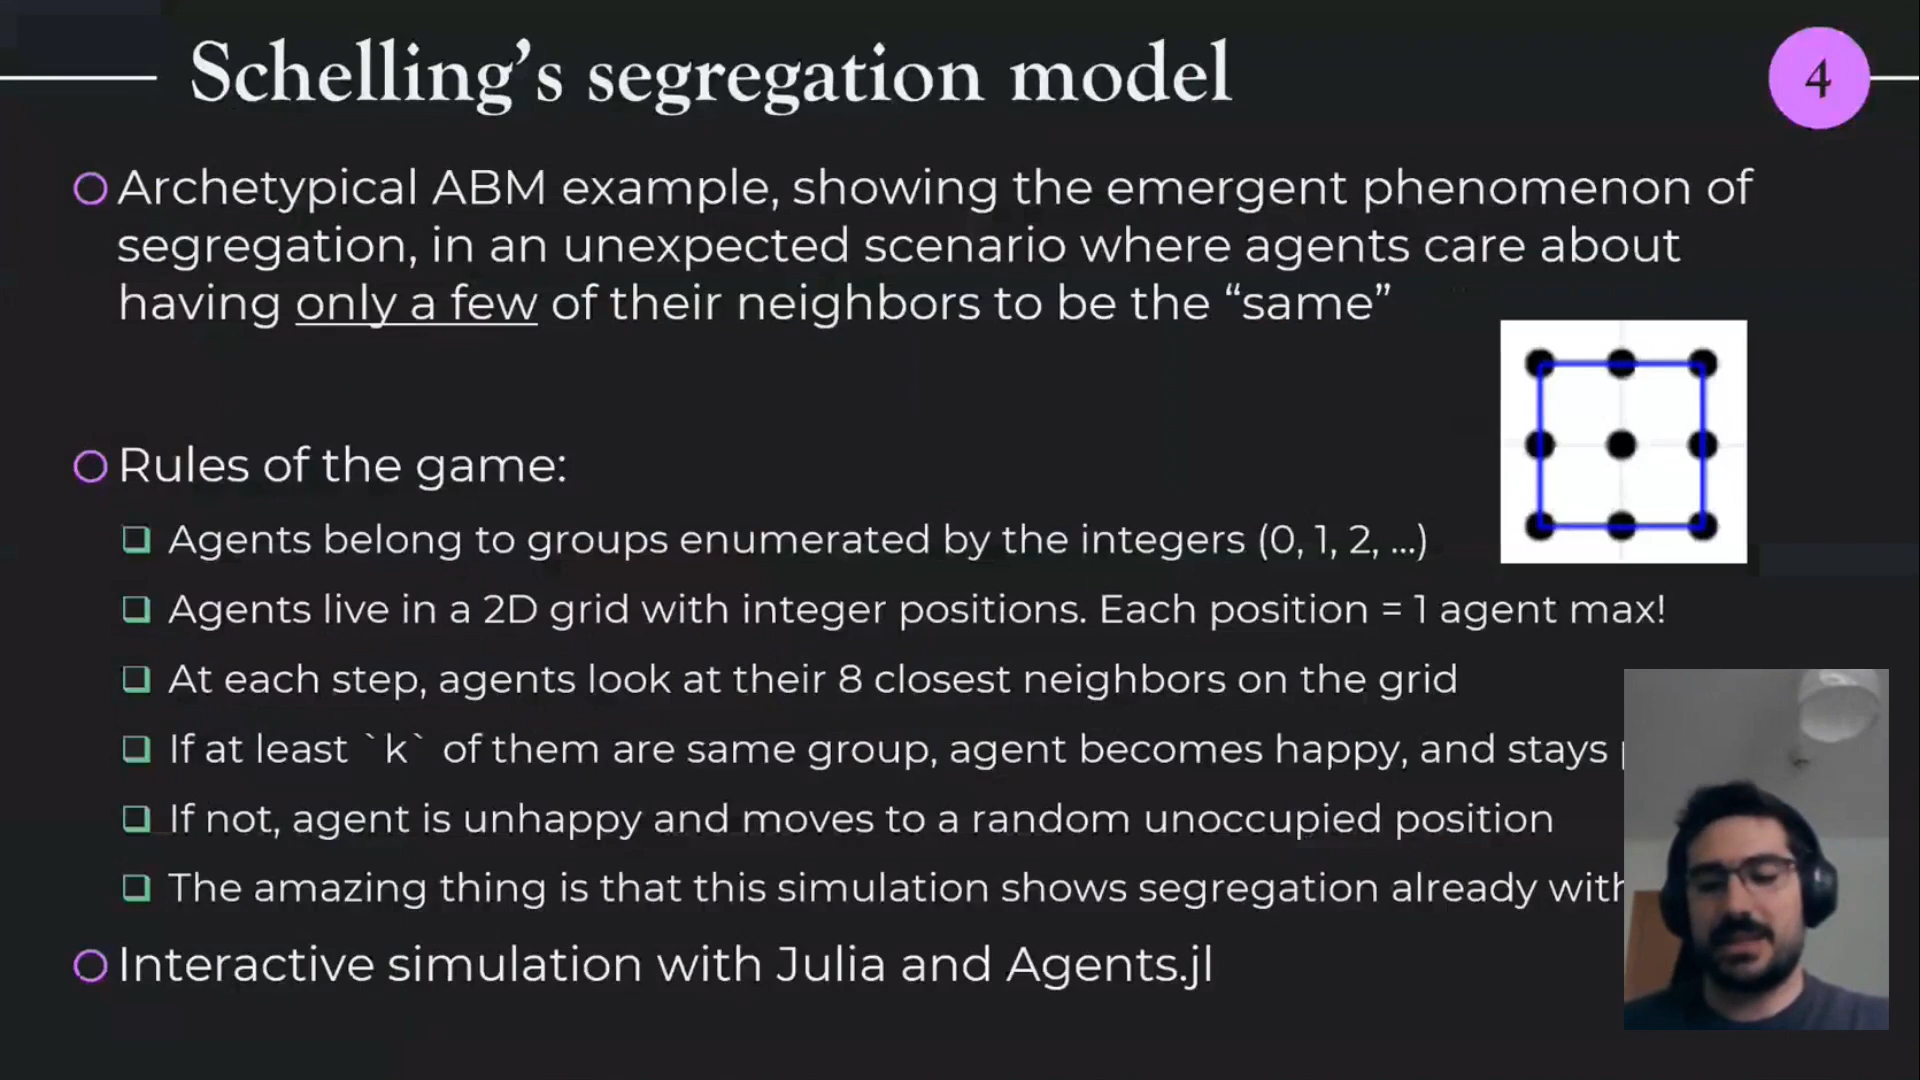 Schelling’s segregation model
4
Archetypical ABM example, showing the emergent phenomenon of
segregation, in an unexpected scenario where agents care about
having only a few of their neighbors to be the “same”
Rules of the game:
Agents belong to groups enumerated by the integers (0, 1, 2, ...)
Agents live in a 2D grid with integer positions. Each position = 1 agent max!
At each step, agents look at their 8 closest neighbors on the grid
If at least `k` of them are same group, agent becomes happy, and stays
If not, agent is unhappy and moves to a random unoccupied position
The amazing thing is that this simulation shows segregation already with
Interactive simulation with Julia and Agents.jl